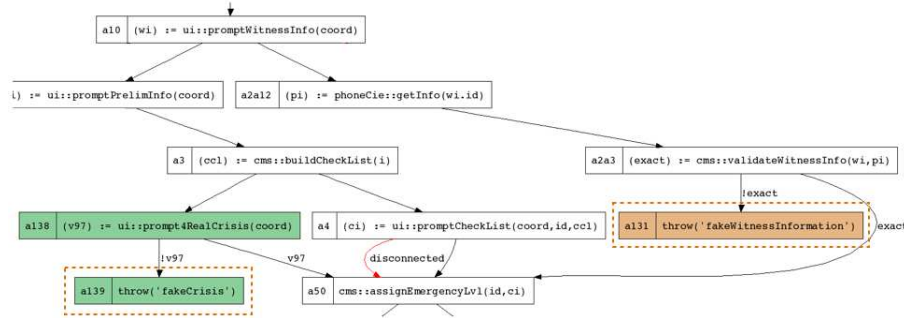 a10 (wi) := ui::promptWitnessInfo(coord)
i) := ui::promptPrelimInfo(coord)
a2a12 (pi) := phoneCie::getInfo(wi.id)
a3 (ccl) := cms::buildCheckList(i)
a2a3 (exact) := cms::validateWitnessInfo(wi,pi)
!exact
a138 (v97) := ui::prompt4RealCrisis(coord)
a4 (ci) := ui::promptCheckList(coord,id,ccl)
a131 throw('fakeWitnessInformation')
exact
!v97
v97
disconnected
a139 throw('fakeCrisis')
a50 cms::assignEmergencyLvl(id,ci)